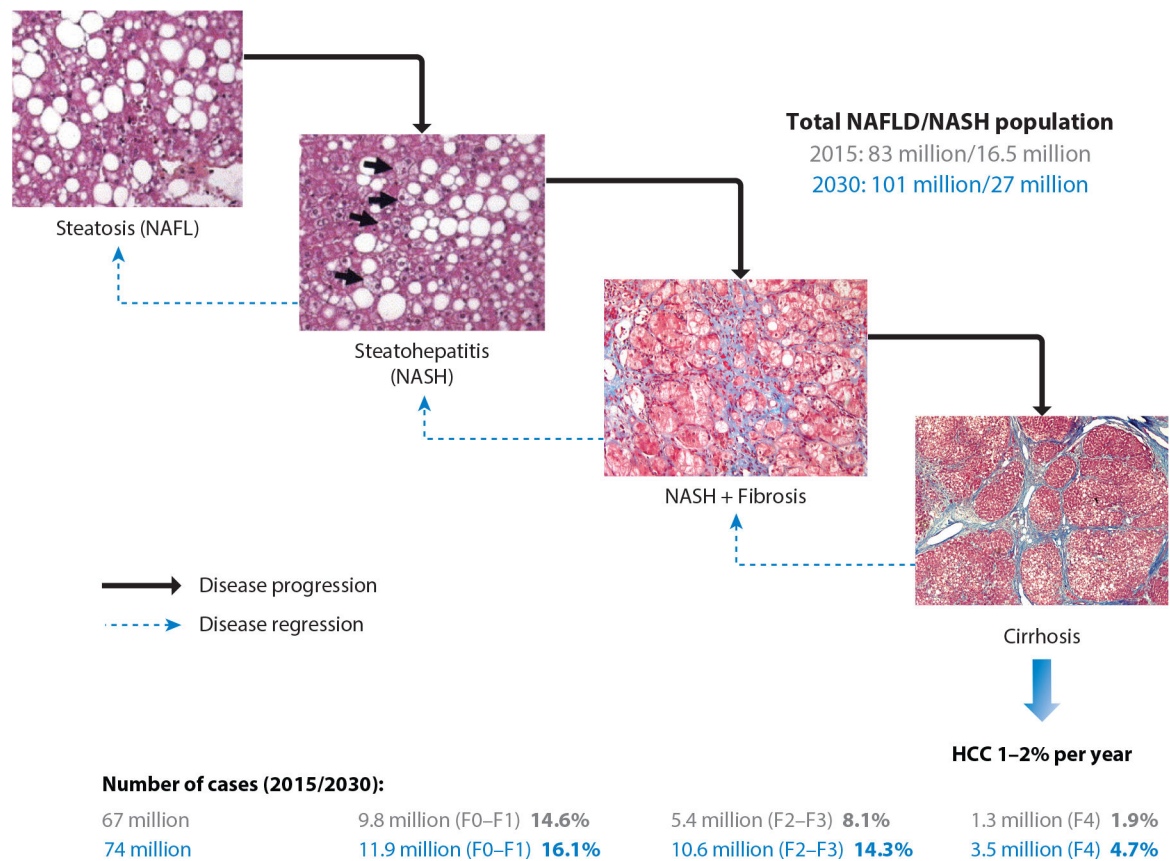 Total NAFLD/NASH population
2015: 83 million/16.5 million
2030: 101 million/27 million
Steatosis (NAFL)
Steatohepatitis
(NASH)
NASH + Fibrosis
Cirrhosis
Disease progression
Disease regression
HCC 1–2% per year
Number of cases (2015/2030):
67 million 9.8 million (F0–F1) 14.6% 5.4 million (F2–F3) 8.1% 1.3 million (F4) 1.9%
74 million 11.9 million (F0–F1) 16.1% 10.6 million (F2–F3) 14.3% 3.5 million (F4) 4.7%